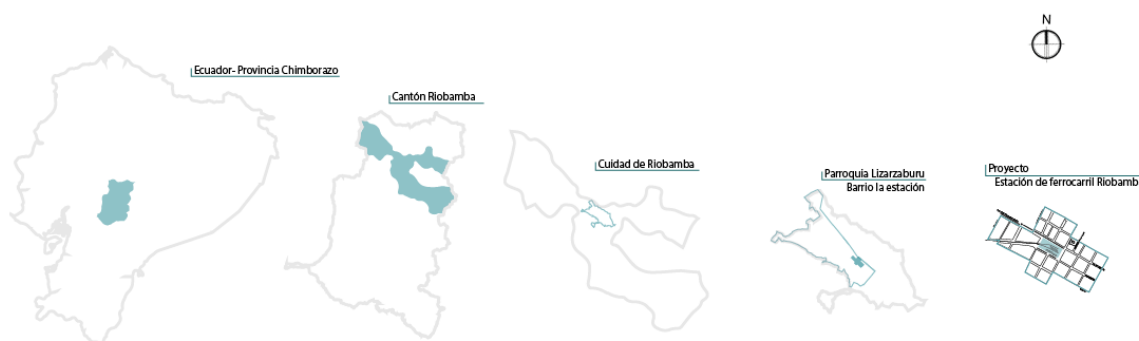 N
Ecuador- Provincia Chimborazo
Cantón Riobamba
Cuidad de Riobamba
Parroquia Lizarzaburu
Barrio la estación
Proyecto
Estación de ferrocarril Riobamb